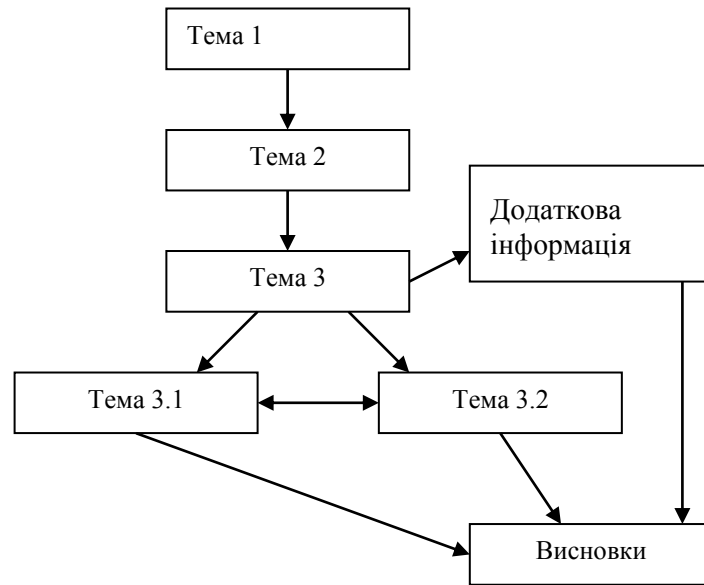 Тема 1
Тема 2
Додаткова
інформація
Тема 3
Тема 3.1
Тема 3.2
Висновки